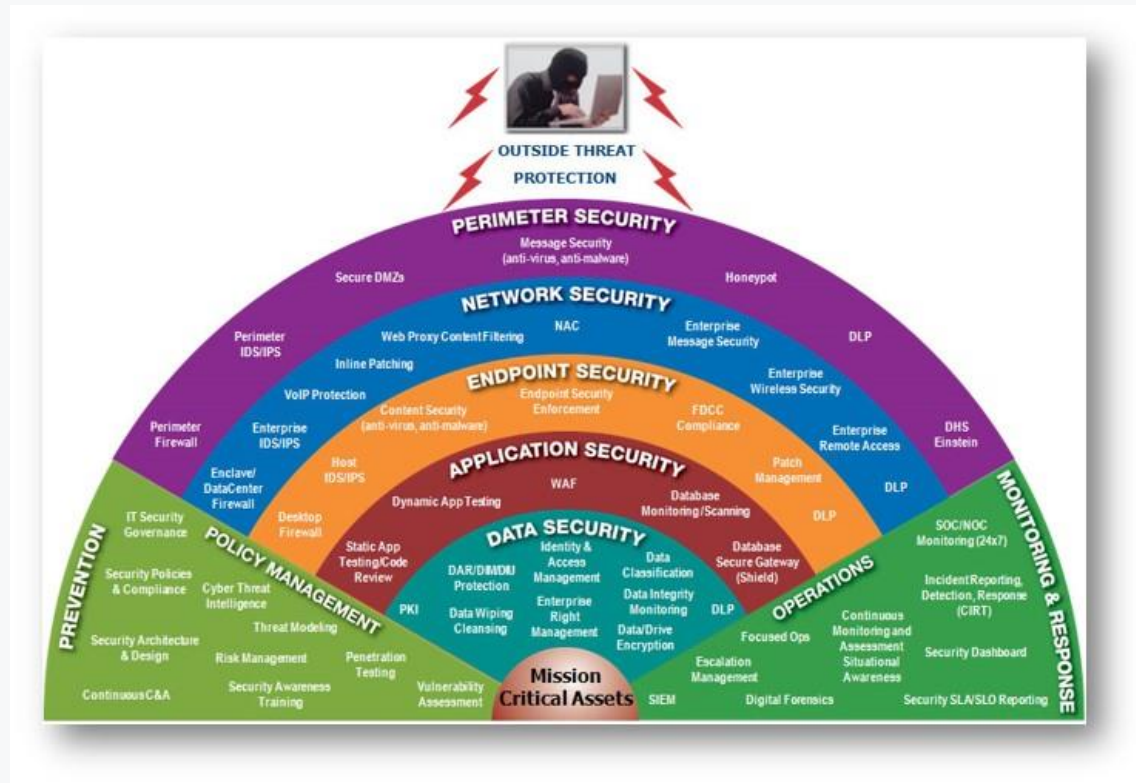 OUTSIDE THREAT
PROTECTION
PERIMETER SECURITY
Message Security
(anti-virus, anti-malware)
Secure DMZs
Honeypot
Perimeter
IDS/IPS
DLP
Perimeter
Firewall
DHS
Einstein
NETWORK SECURITY
NAC
Web Proxy Content Filtering
Enterprise
Message Security
Inline Patching
Enterprise
Wireless Security
VoIP Protection
Enterprise
IDS/IPS
Enterprise
Remote Access
Enclave/
DataCenter
Firewall
DLP
ENDPOINT SECURITY
Endpoint Security
Enforcement
Content Security
(anti-virus, anti-malware)
FDCC
Compliance
Host
IDS/IPS
Patch
Management
Desktop
Firewall
DLP
APPLICATION SECURITY
WAF
Dynamic App Testing
Database
Monitoring/Scanning
Static App
Testing/Code
Review
Database
Secure Gateway
(Shield)
DATA SECURITY
Identity &
Access
Management
DAR/DIM/DIU
Protection
Data
Classification
PKI
Data Wiping
Cleansing
Enterprise
Right
Management
Data Integrity
Monitoring
DLP
Data/Drive
Encryption
Mission
Critical Assets
PREVENTION
POLICY MANAGEMENT
IT Security
Governance
Security Policies
& Compliance
Cyber Threat
Intelligence
Threat Modeling
Security Architecture
& Design
Risk Management
Penetration
Testing
Continuous C&A
Security Awareness
Training
Vulnerability
Assessment
OPERATIONS
MONITORING & RESPONSE
SOC/NOC
Monitoring (24x7)
Incident Reporting,
Detection, Response
(CIRT)
Focused Ops
Continuous
Monitoring and
Assessment
Situational
Awareness
Security Dashboard
Escalation
Management
SIEM
Digital Forensics
Security SLA/SLO Reporting